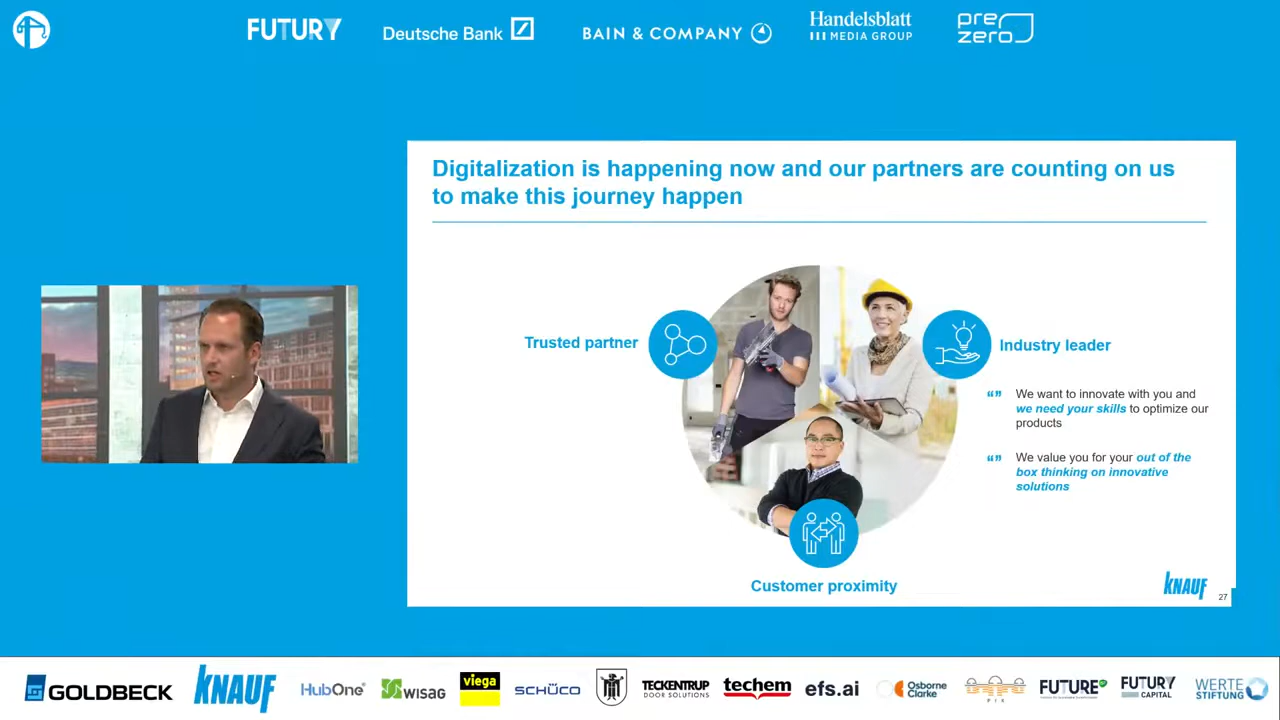 FUTURY
Deutsche Bank
BAIN & COMPANY
Handelsblatt
MEDIA GROUP
pre
zero
Digitalization is happening now and our partners are counting on us
to make this journey happen
Trusted partner
Industry leader
“” We want to innovate with you and
we need your skills to optimize our
products
“” We value you for your out of the
box thinking on innovative
solutions
Customer proximity
KNAUF
27
GOLDBECK
KNAUF
HubOne
WISAG
viega
SCHÜCO
TECKENTRUP
DOOR SOLUTIONS
techem
efs.ai
Osborne
Clarke
PIX
FUTURE
FUTURY
CAPITAL
WERTE
STIFTUNG